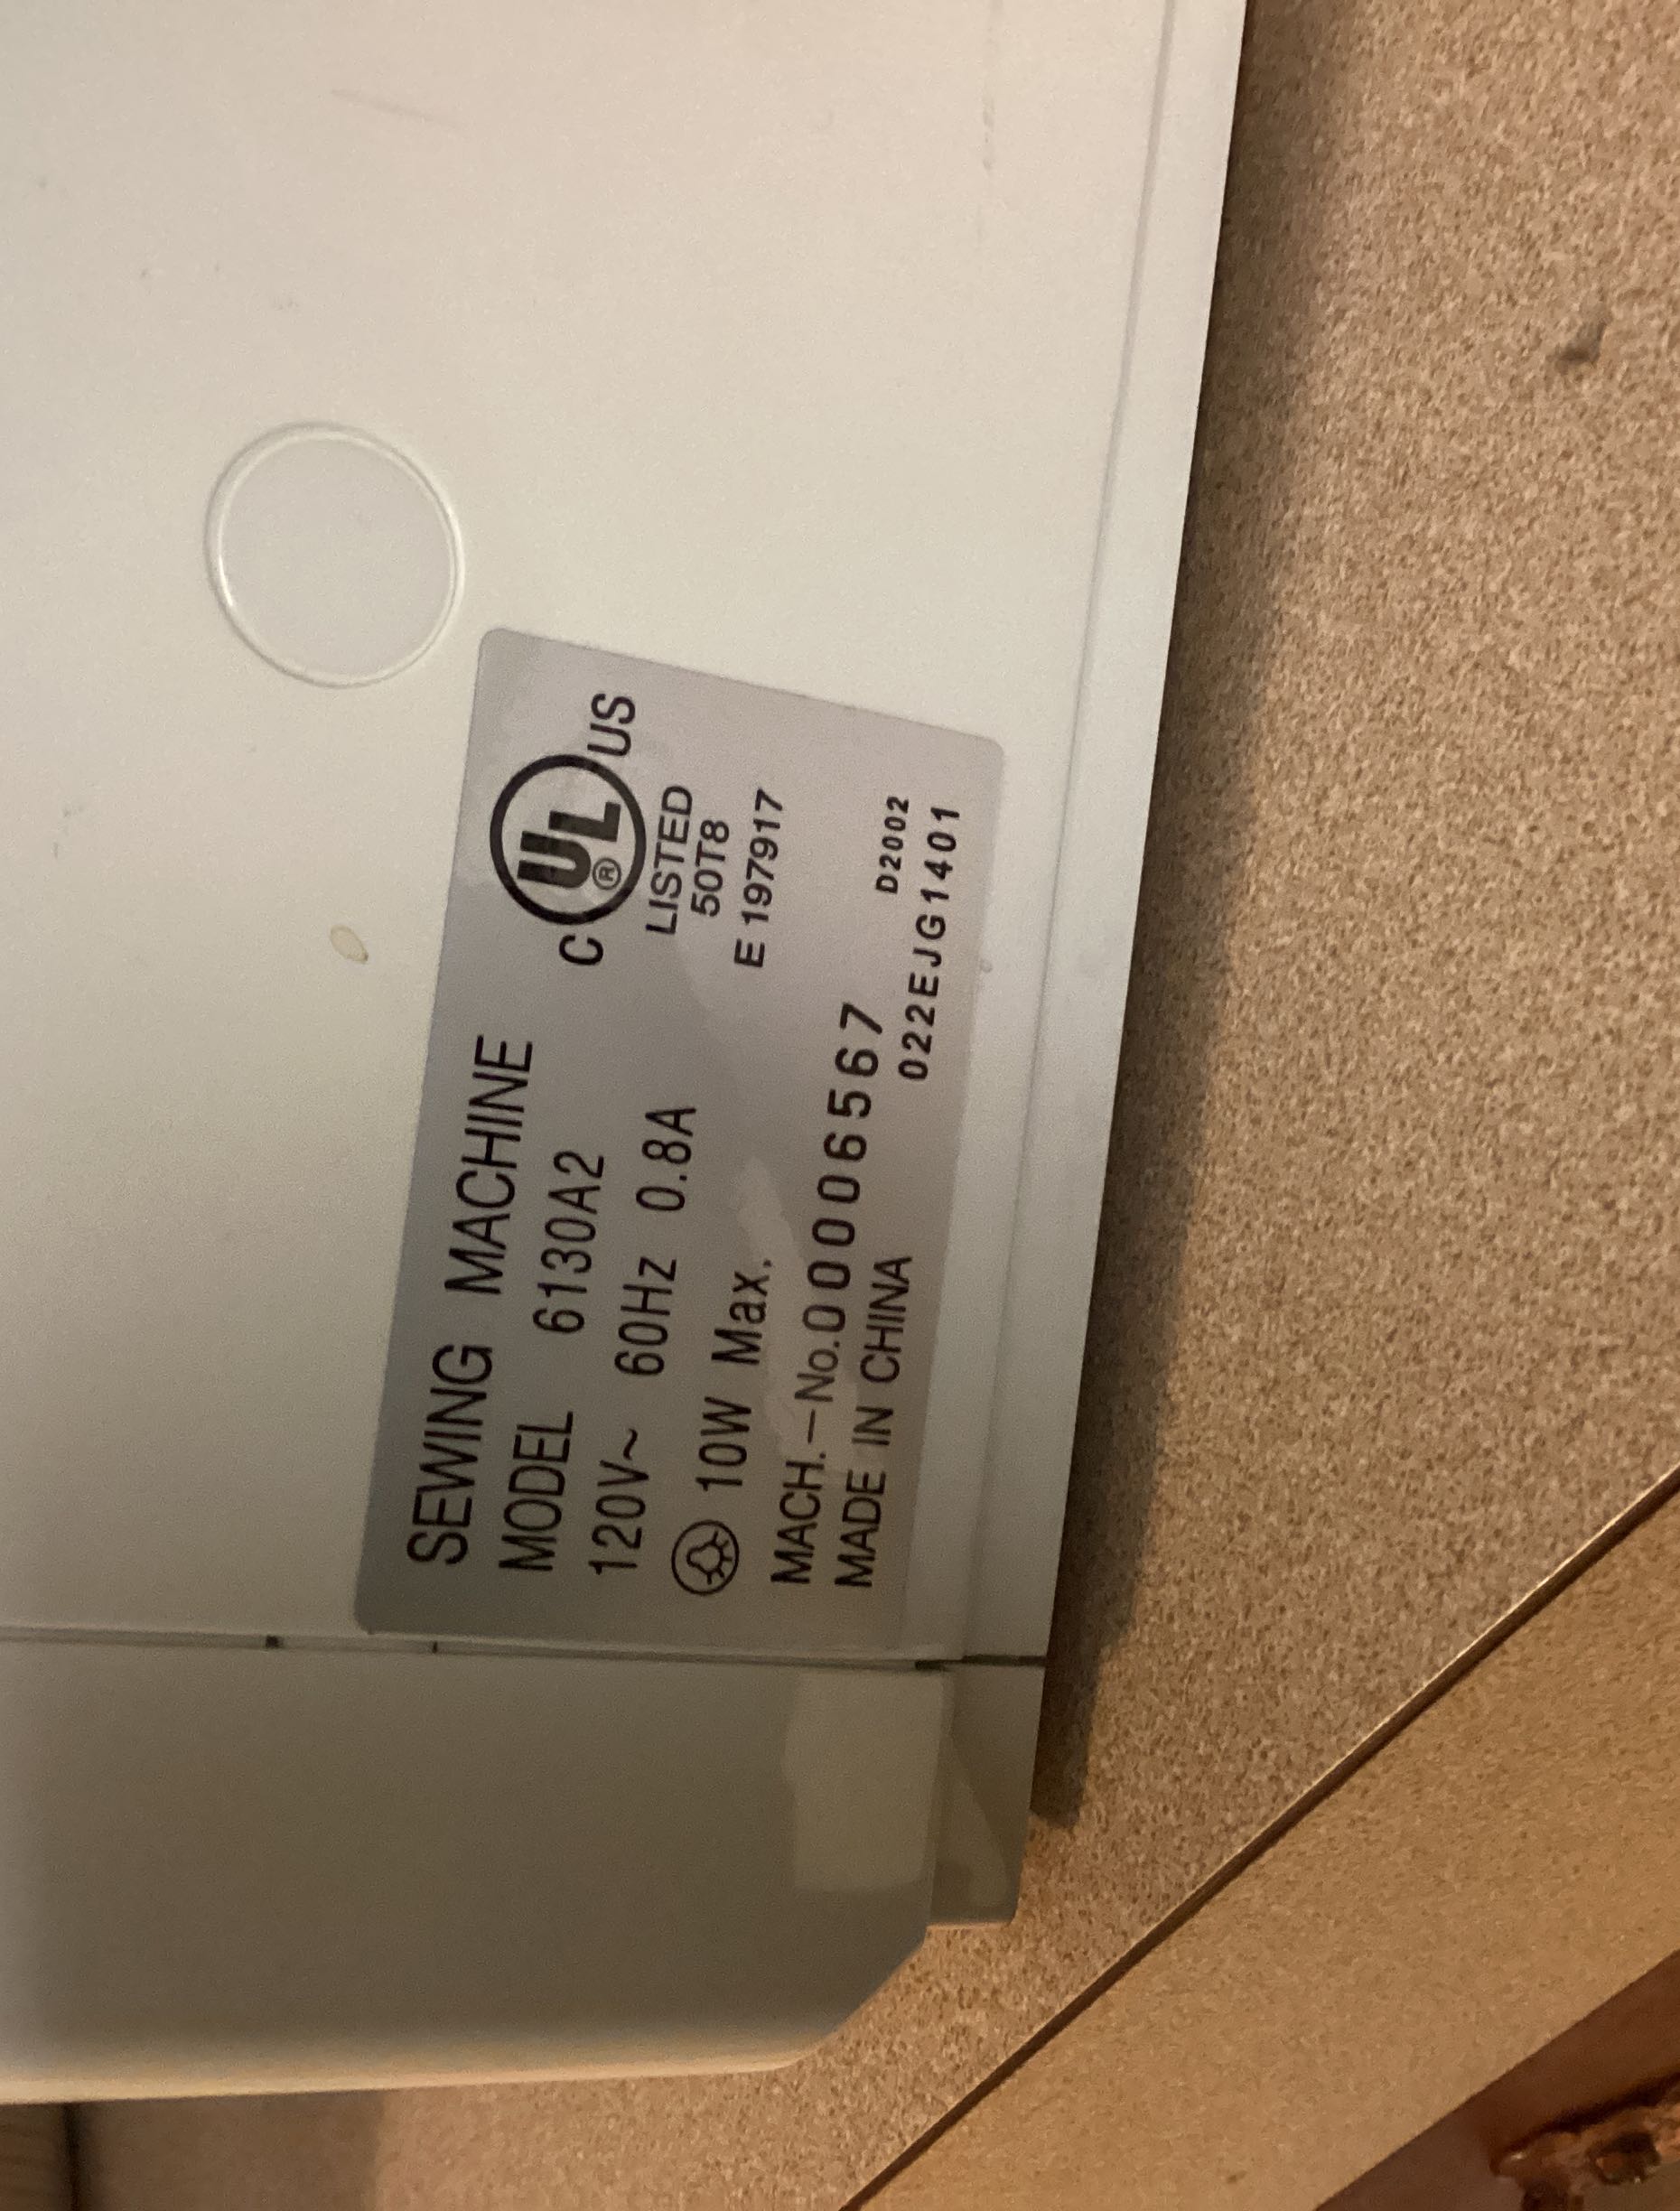 SEWING MACHINE
MODEL 6130A2
120V~ 60Hz 0.8A
10W Max.
MACH.-No.00006567
MADE IN CHINA
C UL® US
LISTED
50T8
E 197917
D2002
022EJG1401